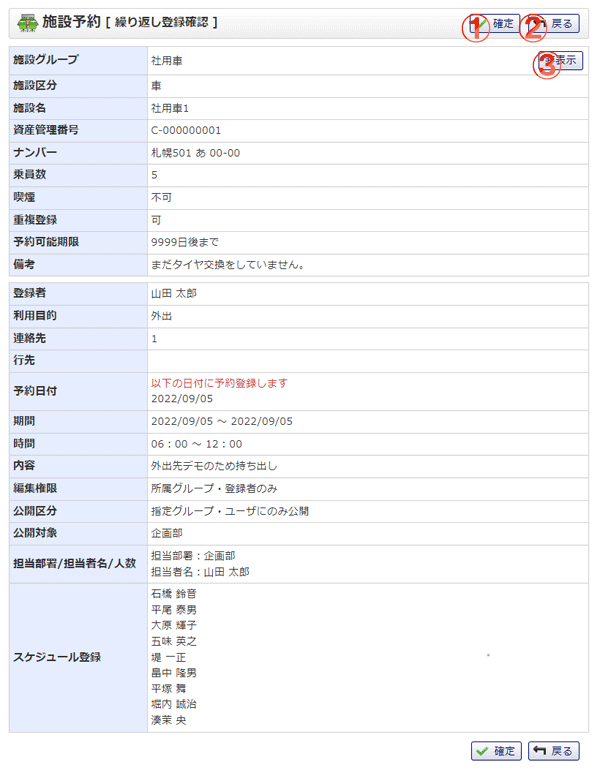 施設予約 [ 繰り返し登録確認 ]
① 確定 ② 戻る
施設グループ 社用車 ③ 表示
施設区分 車
施設名 社用車1
資産管理番号 C-000000001
ナンバー 札幌501 あ 00-00
乗員数 5
喫煙 不可
重複登録 可
予約可能期限 9999日後まで
備考 まだタイヤ交換をしていません。
登録者 山田 太郎
利用目的 外出
連絡先 1
行先
予約日付 以下の日付に予約登録します
2022/09/05
期間 2022/09/05 ～ 2022/09/05
時間 06：00 ～ 12：00
内容 外出先デモのため持ち出し
編集権限 所属グループ・登録者のみ
公開区分 指定グループ・ユーザにのみ公開
公開対象 企画部
担当部署/担当者名/人数 担当部署：企画部
担当者名：山田 太郎
スケジュール登録 石橋 鈴音
平尾 泰男
大原 輝子
五味 英之
堤 一正
畠中 隆男
平塚 舞
堀内 誠治
湊茉 央
確定 戻る